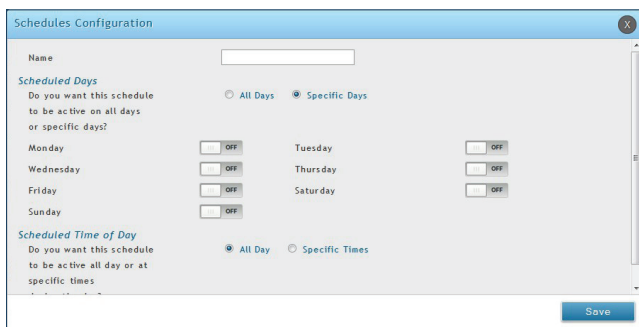 Schedules Configuration
X
Name
Scheduled Days
Do you want this schedule All Days Specific Days
to be active on all days
or specific days?
Monday OFF Tuesday OFF
Wednesday OFF Thursday OFF
Friday OFF Saturday OFF
Sunday OFF
Scheduled Time of Day
Do you want this schedule All Day Specific Times
to be active all day or at
specific times
Save